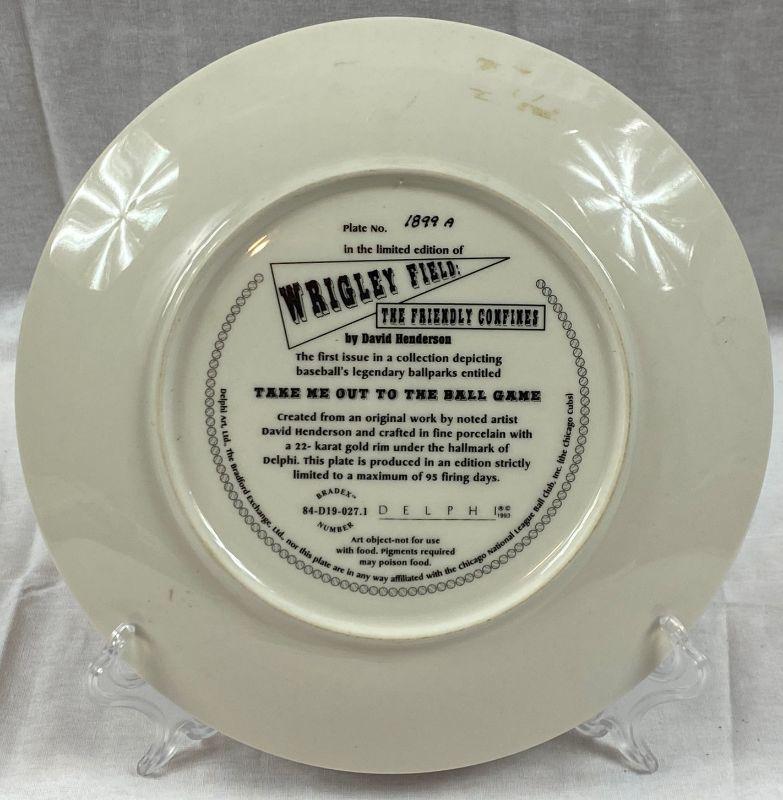 Plate No. 1899 A
in the limited edition of
WRIGLEY FIELD:
THE FRIENDLY CONFINES
by David Henderson
The first issue in a collection depicting
baseball's legendary ballparks entitled
TAKE ME OUT TO THE BALL GAME
Created from an original work by noted artist
David Henderson and crafted in fine porcelain with
a 22- karat gold rim under the hallmark of
Delphi. This plate is produced in an edition strictly
limited to a maximum of 95 firing days.
BRADEX™
84-D19-027.1
NUMBER
DELPHI®©
1993
Art object-not for use
with food. Pigments required
may poison food.
Delphi Art, Ltd., The Bradford Exchange, Ltd., nor this plate are in any way affiliated with the Chicago National League Ball Club, Inc. (the Chicago Cubs)